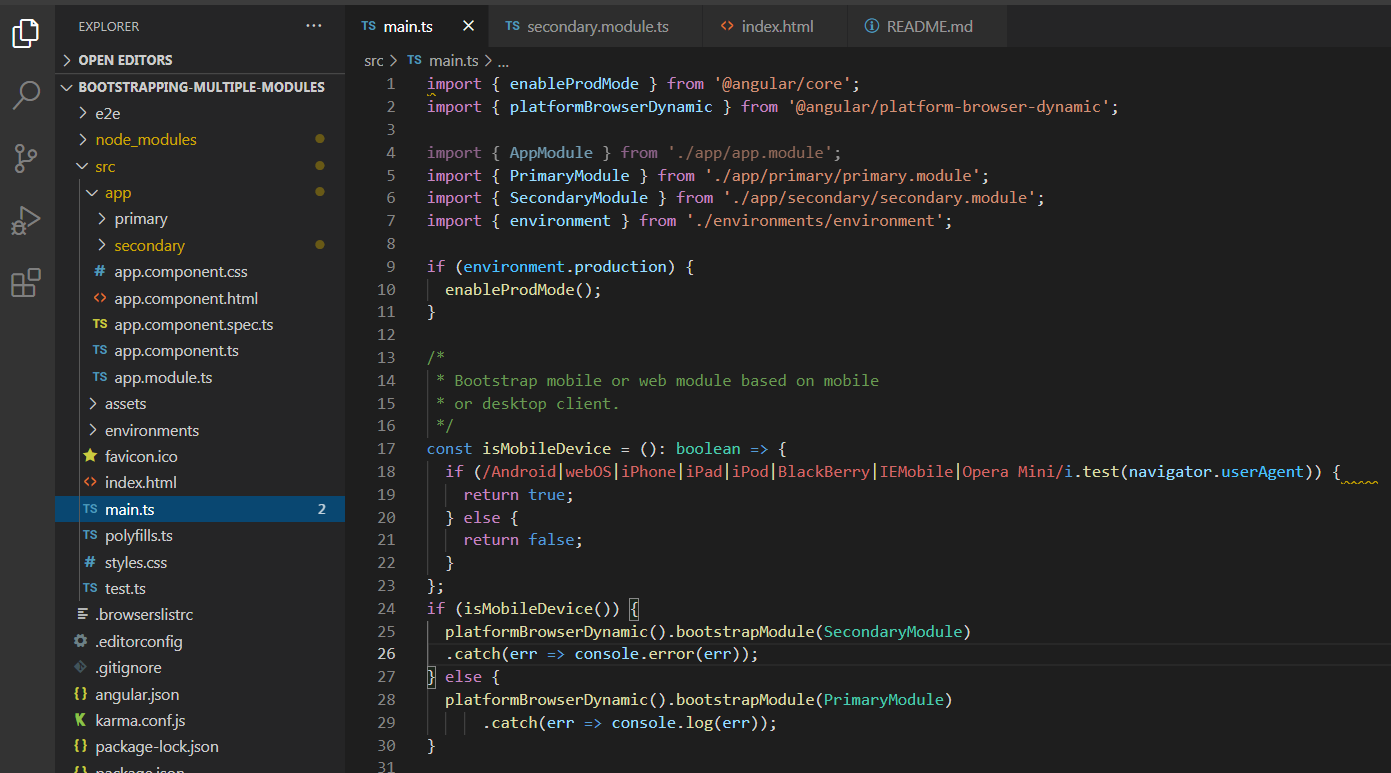 EXPLORER
...
OPEN EDITORS
BOOTSTRAPPING-MULTIPLE-MODULES
e2e
node_modules
src
app
primary
secondary
# app.component.css
<> app.component.html
TS app.component.spec.ts
TS app.component.ts
TS app.module.ts
assets
environments
favicon.ico
<> index.html
TS main.ts 2
TS polyfills.ts
# styles.css
TS test.ts
.browserslistrc
.editorconfig
.gitignore
{} angular.json
karma.conf.js
{} package-lock.json
{} package.json
TS main.ts × TS secondary.module.ts <> index.html README.md
src > TS main.ts > ...
1 import { enableProdMode } from '@angular/core';
2 import { platformBrowserDynamic } from '@angular/platform-browser-dynamic';
3
4 import { AppModule } from './app/app.module';
5 import { PrimaryModule } from './app/primary/primary.module';
6 import { SecondaryModule } from './app/secondary/secondary.module';
7 import { environment } from './environments/environment';
8
9 if (environment.production) {
10 enableProdMode();
11 }
12
13 /*
14 * Bootstrap mobile or web module based on mobile
15 * or desktop client.
16 */
17 const isMobileDevice = (): boolean => {
18 if (/Android|webOS|iPhone|iPad|iPod|BlackBerry|IEMobile|Opera Mini/i.test(navigator.userAgent)) {
19 return true;
20 } else {
21 return false;
22 }
23 };
24 if (isMobileDevice()) {
25 platformBrowserDynamic().bootstrapModule(SecondaryModule)
26 .catch(err => console.error(err));
27 } else {
28 platformBrowserDynamic().bootstrapModule(PrimaryModule)
29 .catch(err => console.log(err));
30 }
31